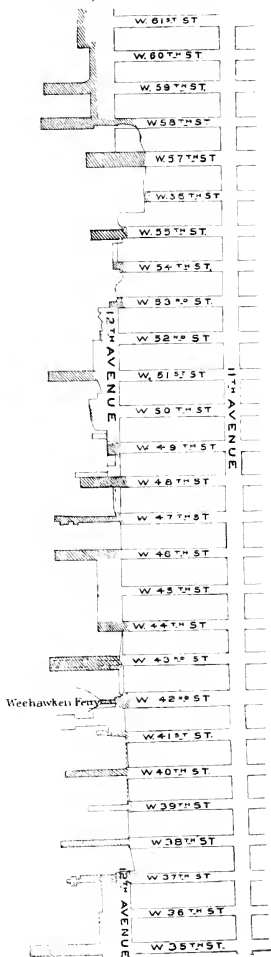 W. 61ST ST
W. 60TH ST.
W. 59TH ST.
W 58TH ST
W. 57TH ST
W. 56TH ST
W. 55TH ST.
W. 54TH ST.
W. 53RD ST.
12TH AVENUE
W 52ND ST
11TH AVENUE
W. 51ST ST
W 50TH ST
W 49TH ST
W 48TH ST
W 47TH ST
W 46TH ST
W 45TH ST
W 44TH ST
W 43RD ST
Weehawken Ferry
W 42ND ST
W 41ST ST.
W 40TH ST.
W 39TH ST
W 38TH ST
W 37TH ST
12TH AVENUE
W 36TH ST
W 35TH ST.